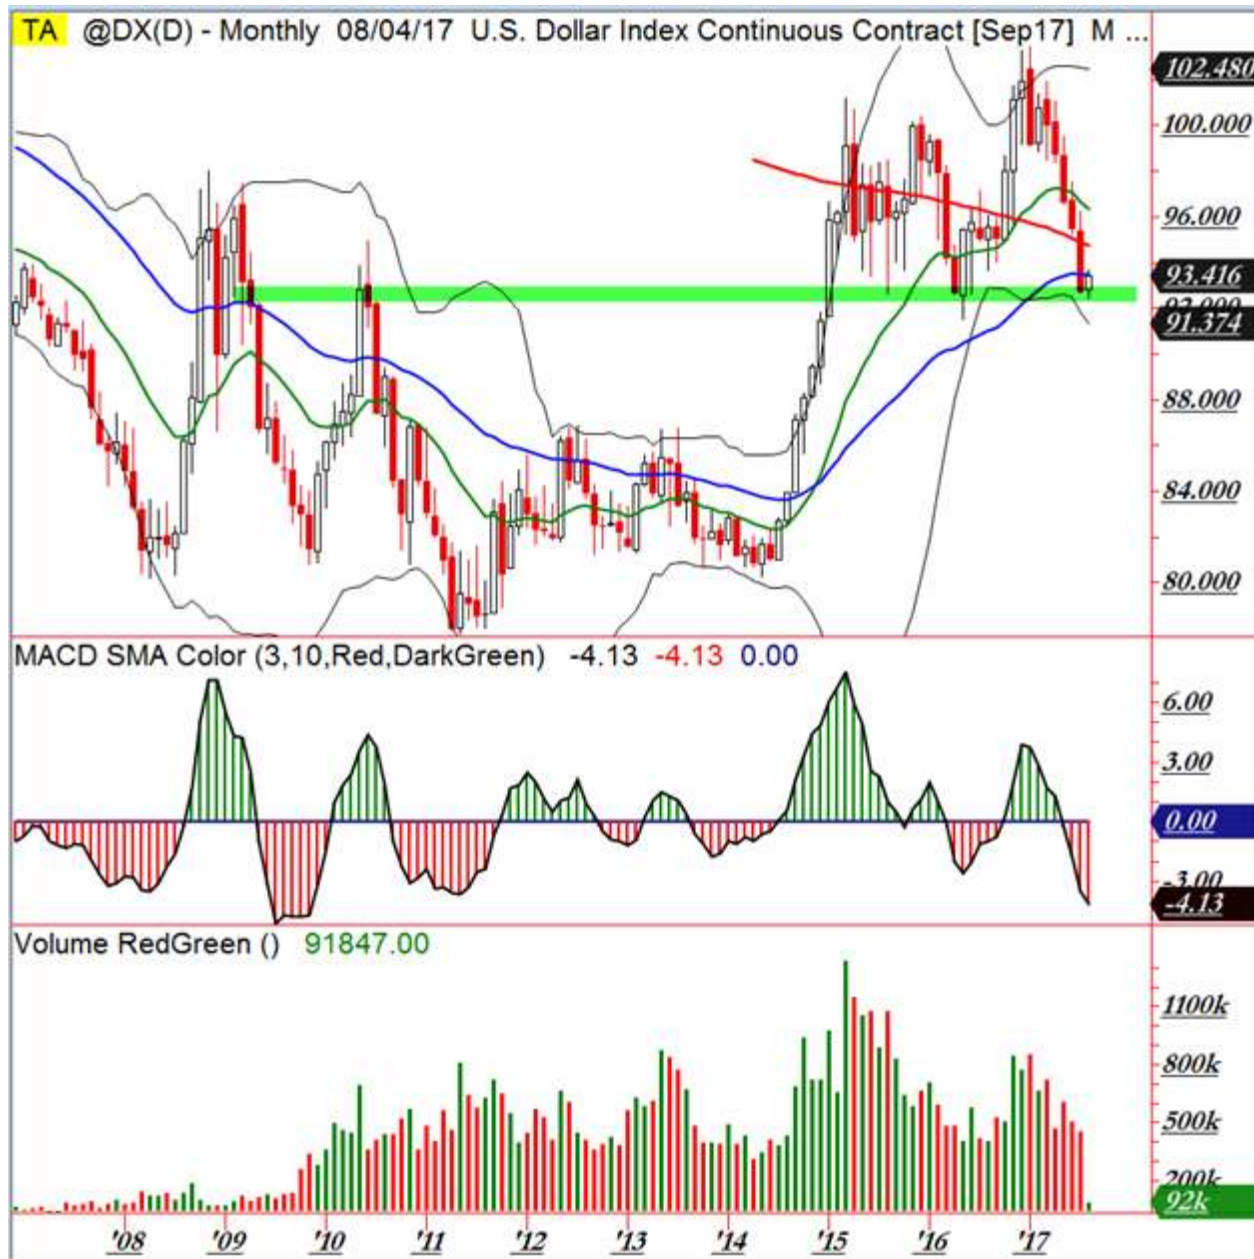 TA @DX(D) - Monthly 08/04/17 U.S. Dollar Index Continuous Contract [Sep17] M ...
102.480
100.000
96.000
93.416
92.000
91.374
88.000
84.000
80.000
MACD SMA Color (3,10,Red,DarkGreen) -4.13 -4.13 0.00
6.00
3.00
0.00
-3.00
-4.13
Volume RedGreen () 91847.00
1100k
800k
500k
200k
92k
'08 '09 '10 '11 '12 '13 '14 '15 '16 '17